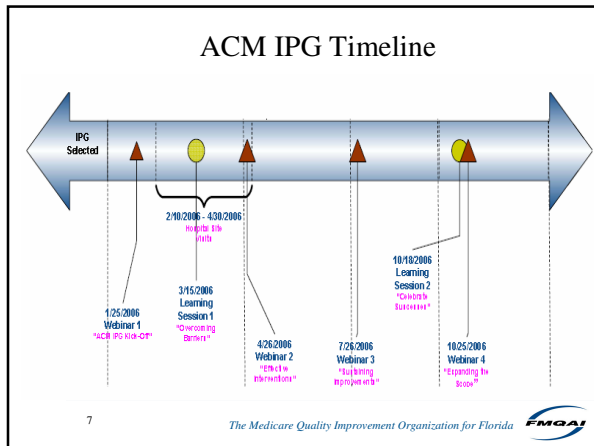 ACM IPG Timeline
IPG
Selected
2/10/2006 - 4/30/2006
Hospital Site
Visits
1/25/2006
Webinar 1
"ACM IPG Kick-Off"
3/15/2006
Learning
Session 1
"Overcoming
Barriers"
4/26/2006
Webinar 2
"Effective
Interventions"
7/26/2006
Webinar 3
"Sustaining
Improvements"
10/18/2006
Learning
Session 2
"Celebrate
Successes"
10/25/2006
Webinar 4
"Expanding the
Scope"
7
The Medicare Quality Improvement Organization for Florida
FMQAI